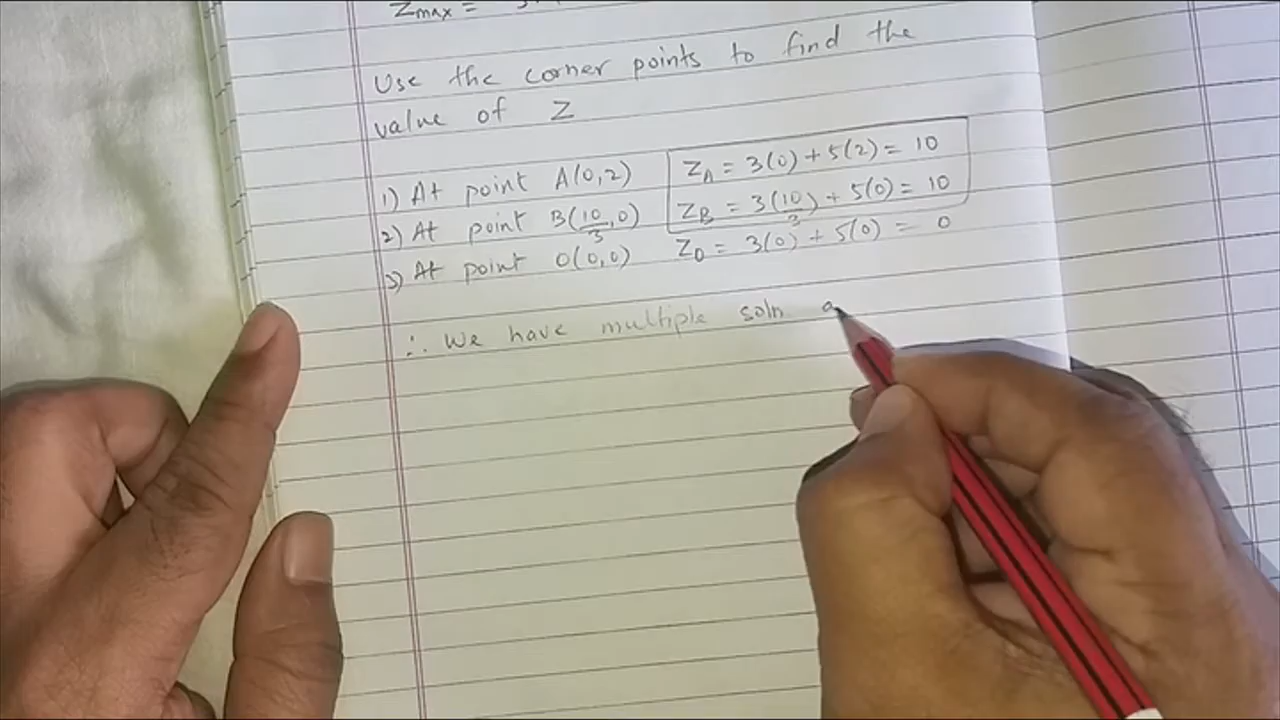 Zmax =
Use the corner points to find the
value of Z
1) At point A(0,2) ZA = 3(0) + 5(2) = 10
2) At point B(10/3,0) ZB = 3(10/3) + 5(0) = 10
3) At point O(0,0) ZO = 3(0) + 5(0) = 0
∴ We have multiple soln a